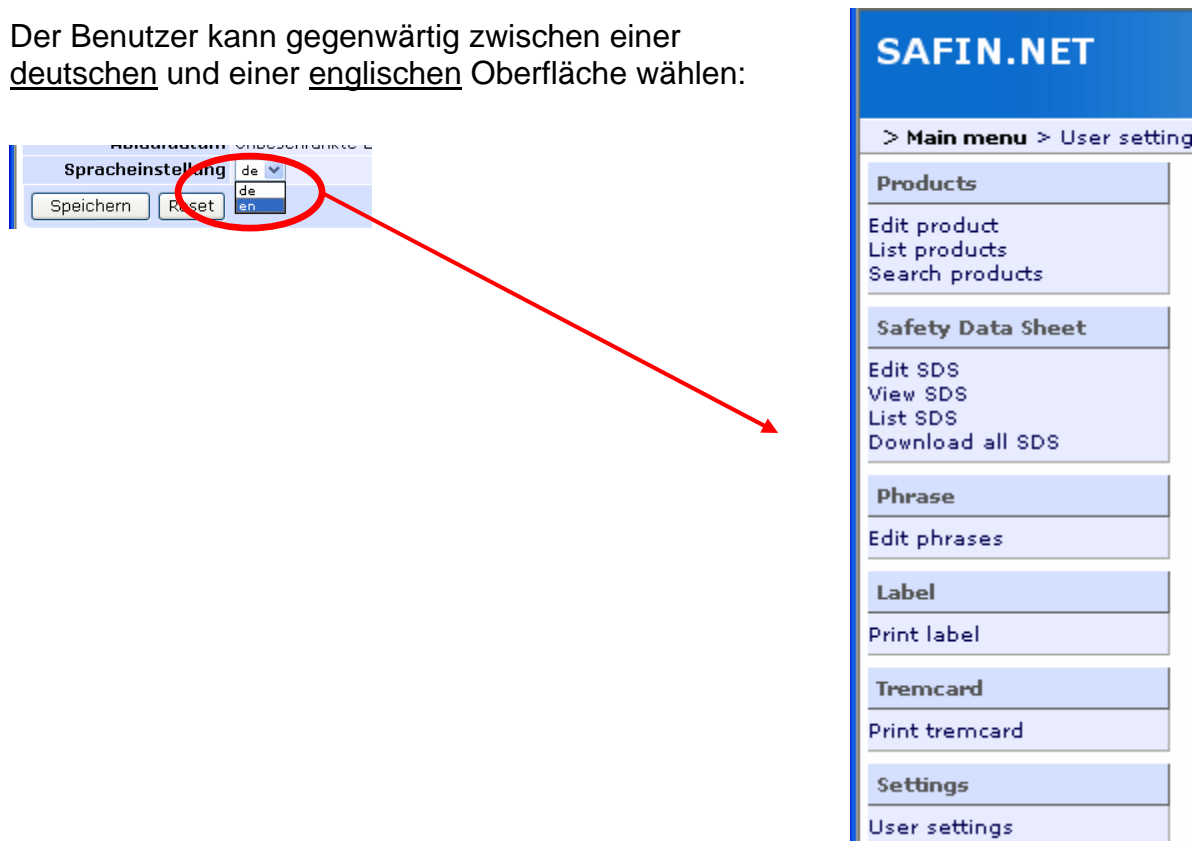 Der Benutzer kann gegenwärtig zwischen einer
deutschen und einer englischen Oberfläche wählen:
Spracheinstellung de
de
en
Speichern Reset
SAFIN.NET
> Main menu > User setting
Products
Edit product
List products
Search products
Safety Data Sheet
Edit SDS
View SDS
List SDS
Download all SDS
Phrase
Edit phrases
Label
Print label
Tremcard
Print tremcard
Settings
User settings